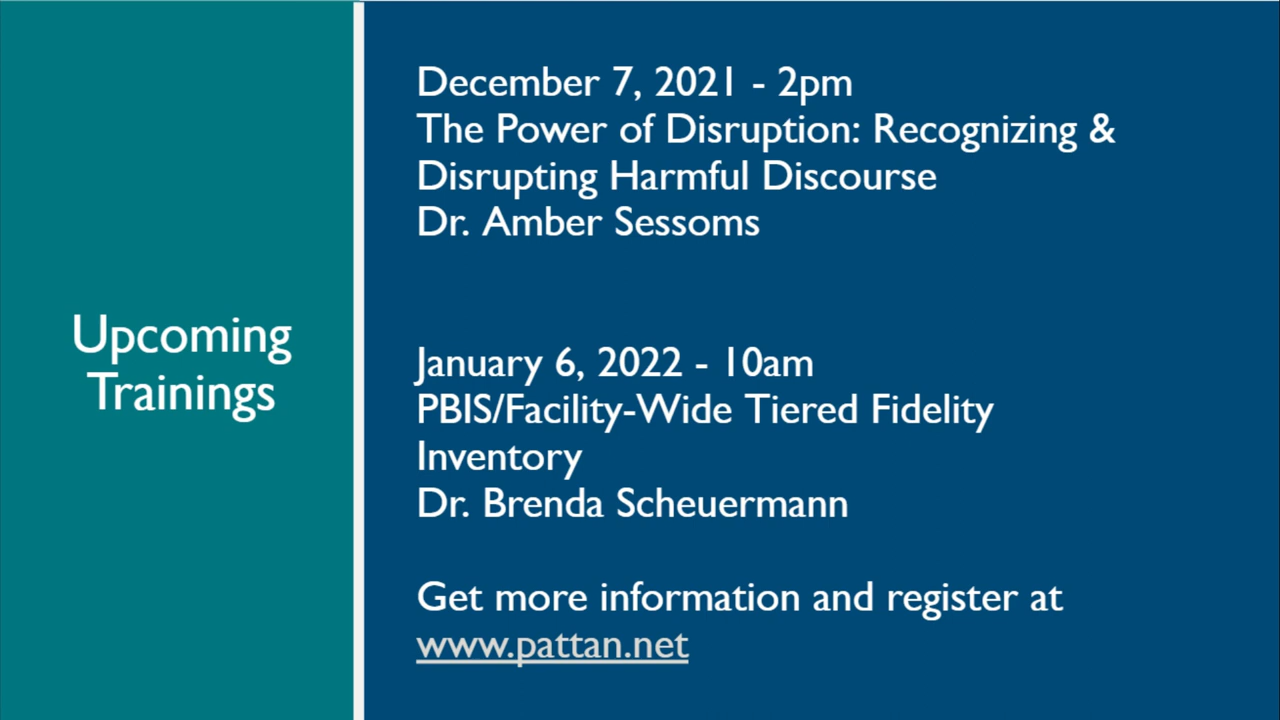 Upcoming
Trainings
December 7, 2021 - 2pm
The Power of Disruption: Recognizing &
Disrupting Harmful Discourse
Dr. Amber Sessoms
January 6, 2022 - 10am
PBIS/Facility-Wide Tiered Fidelity
Inventory
Dr. Brenda Scheuermann
Get more information and register at
www.pattan.net